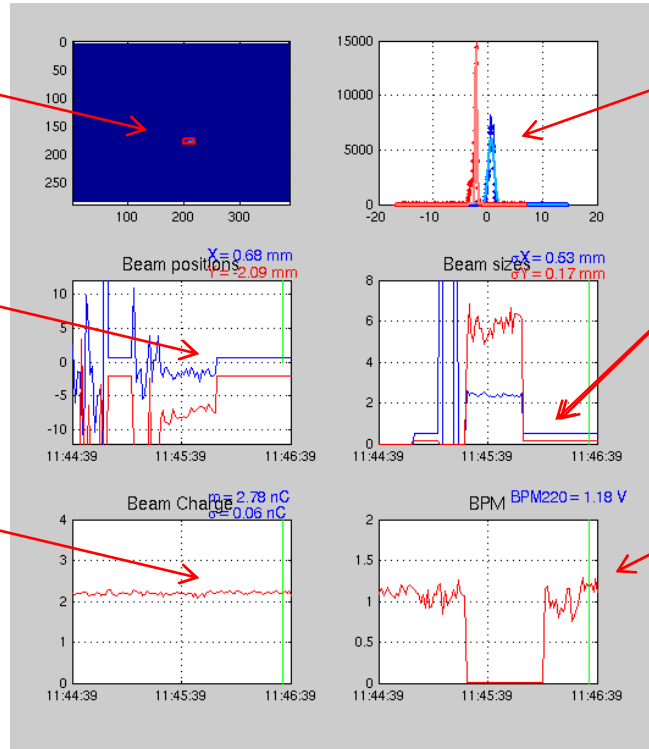 0
50
100
150
200
250
100 200 300
15000
10000
5000
0
-20 -10 0 10 20
X = 0.68 mm
Y = -2.09 mm
Beam positions
10
5
0
-5
-10
11:44:39 11:45:39 11:46:39
σX = 0.53 mm
σY = 0.17 mm
Beam sizes
8
6
4
2
0
11:44:39 11:45:39 11:46:39
m = 2.78 nC
σ = 0.06 nC
Beam Charge
4
3
2
1
0
11:44:39 11:45:39 11:46:39
BPM220 = 1.18 V
BPM
2
1.5
1
0.5
0
11:44:39 11:45:39 11:46:39